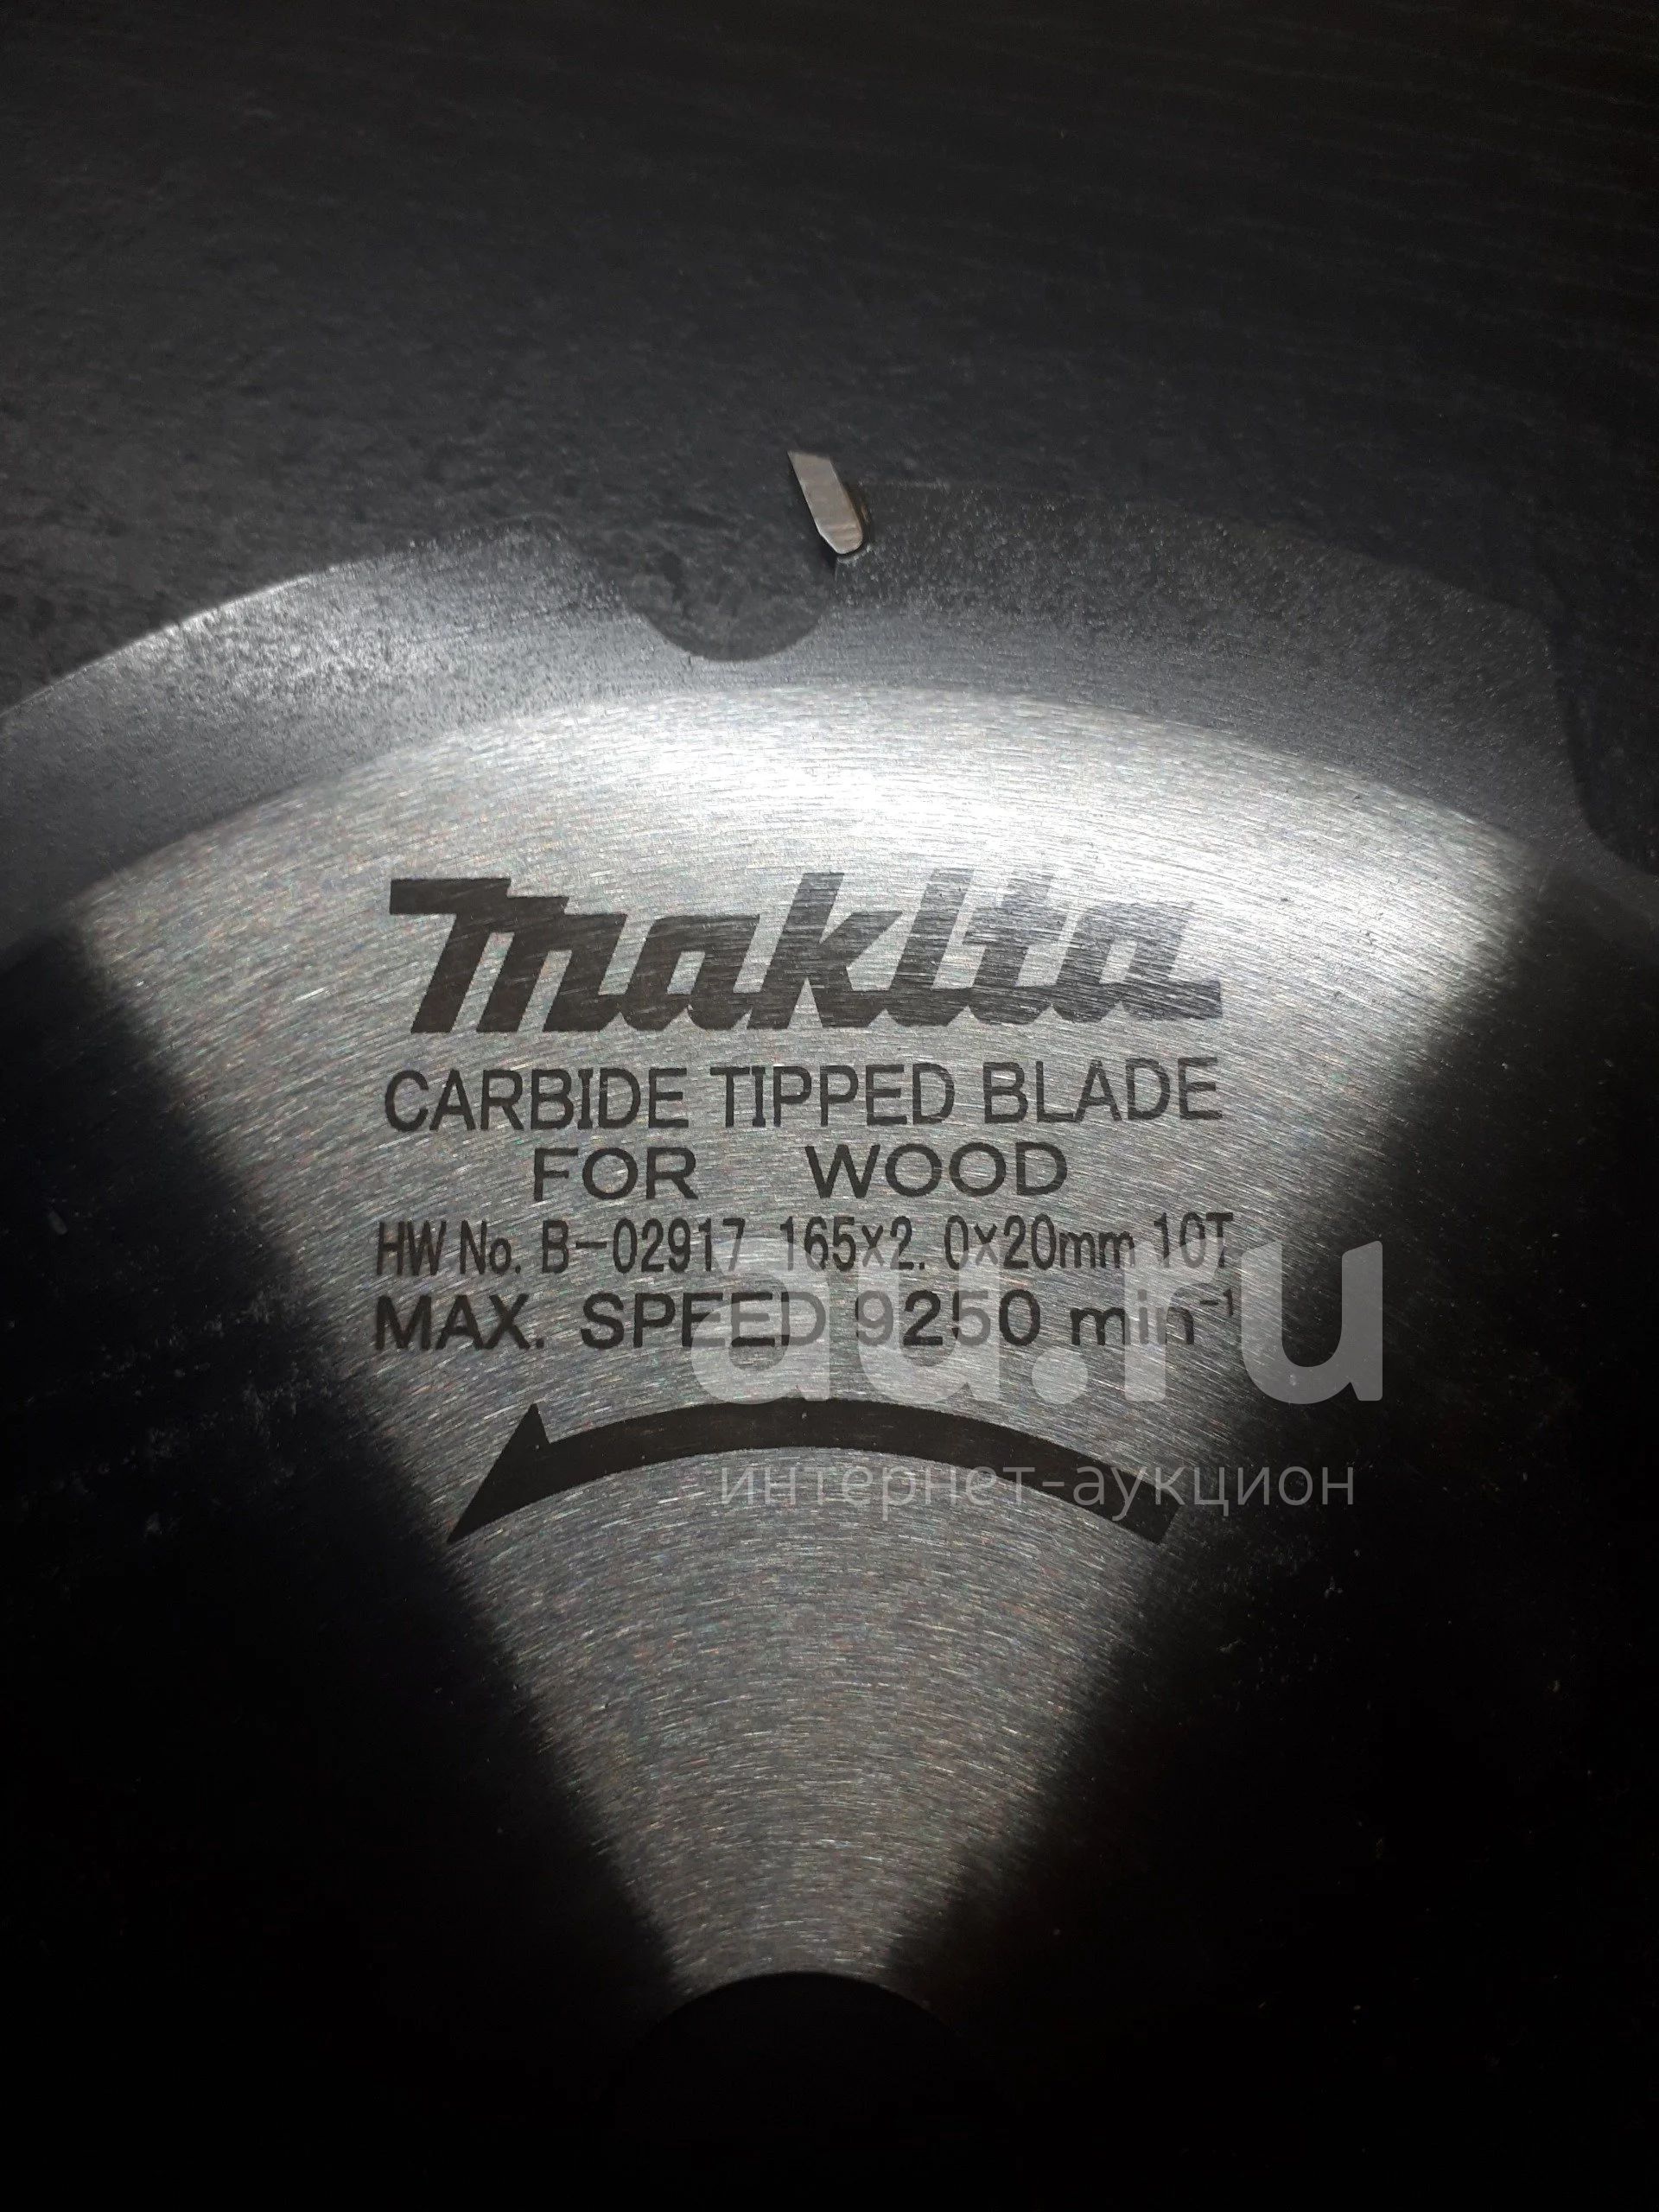 makita
CARBIDE TIPPED BLADE
FOR WOOD
HW No. B-02917 165x2.0x20mm 10T
MAX. SPEED 9250 min⁻¹
au.ru
интернет-аукцион